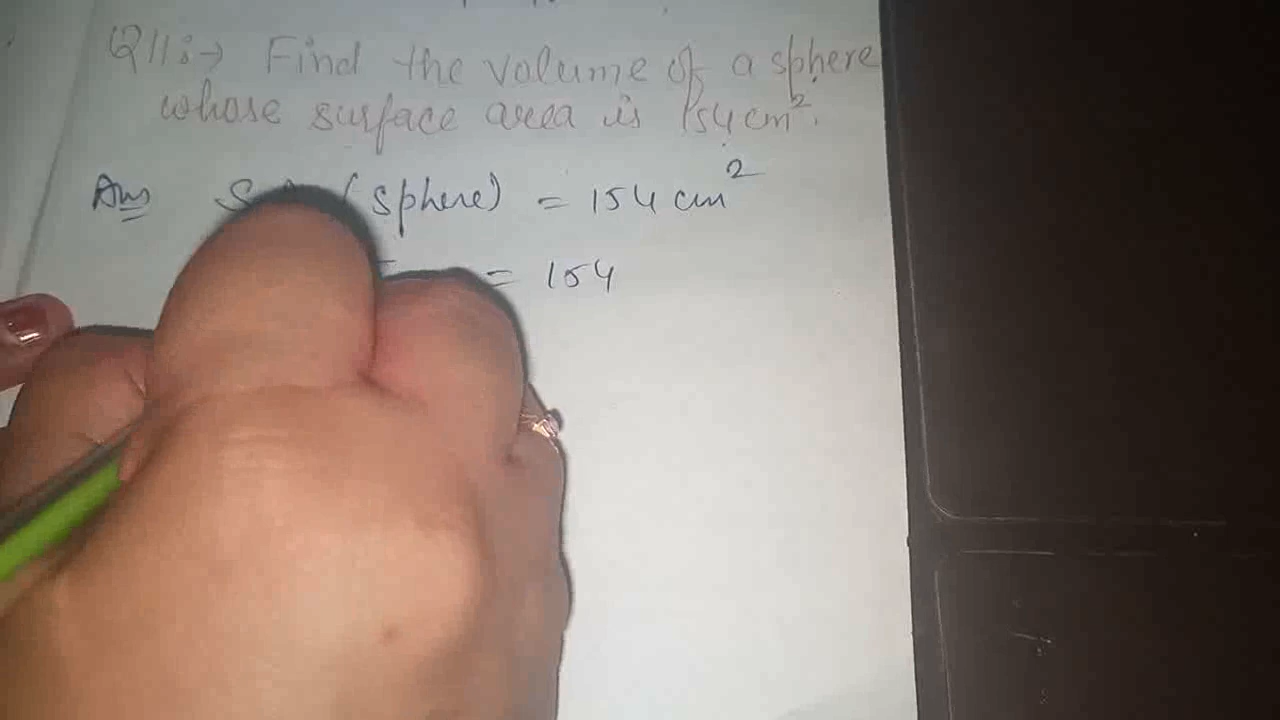 Q11:→ Find the volume of a sphere
whose surface area is 154 cm².
Ans (sphere) = 154 cm²
= 154